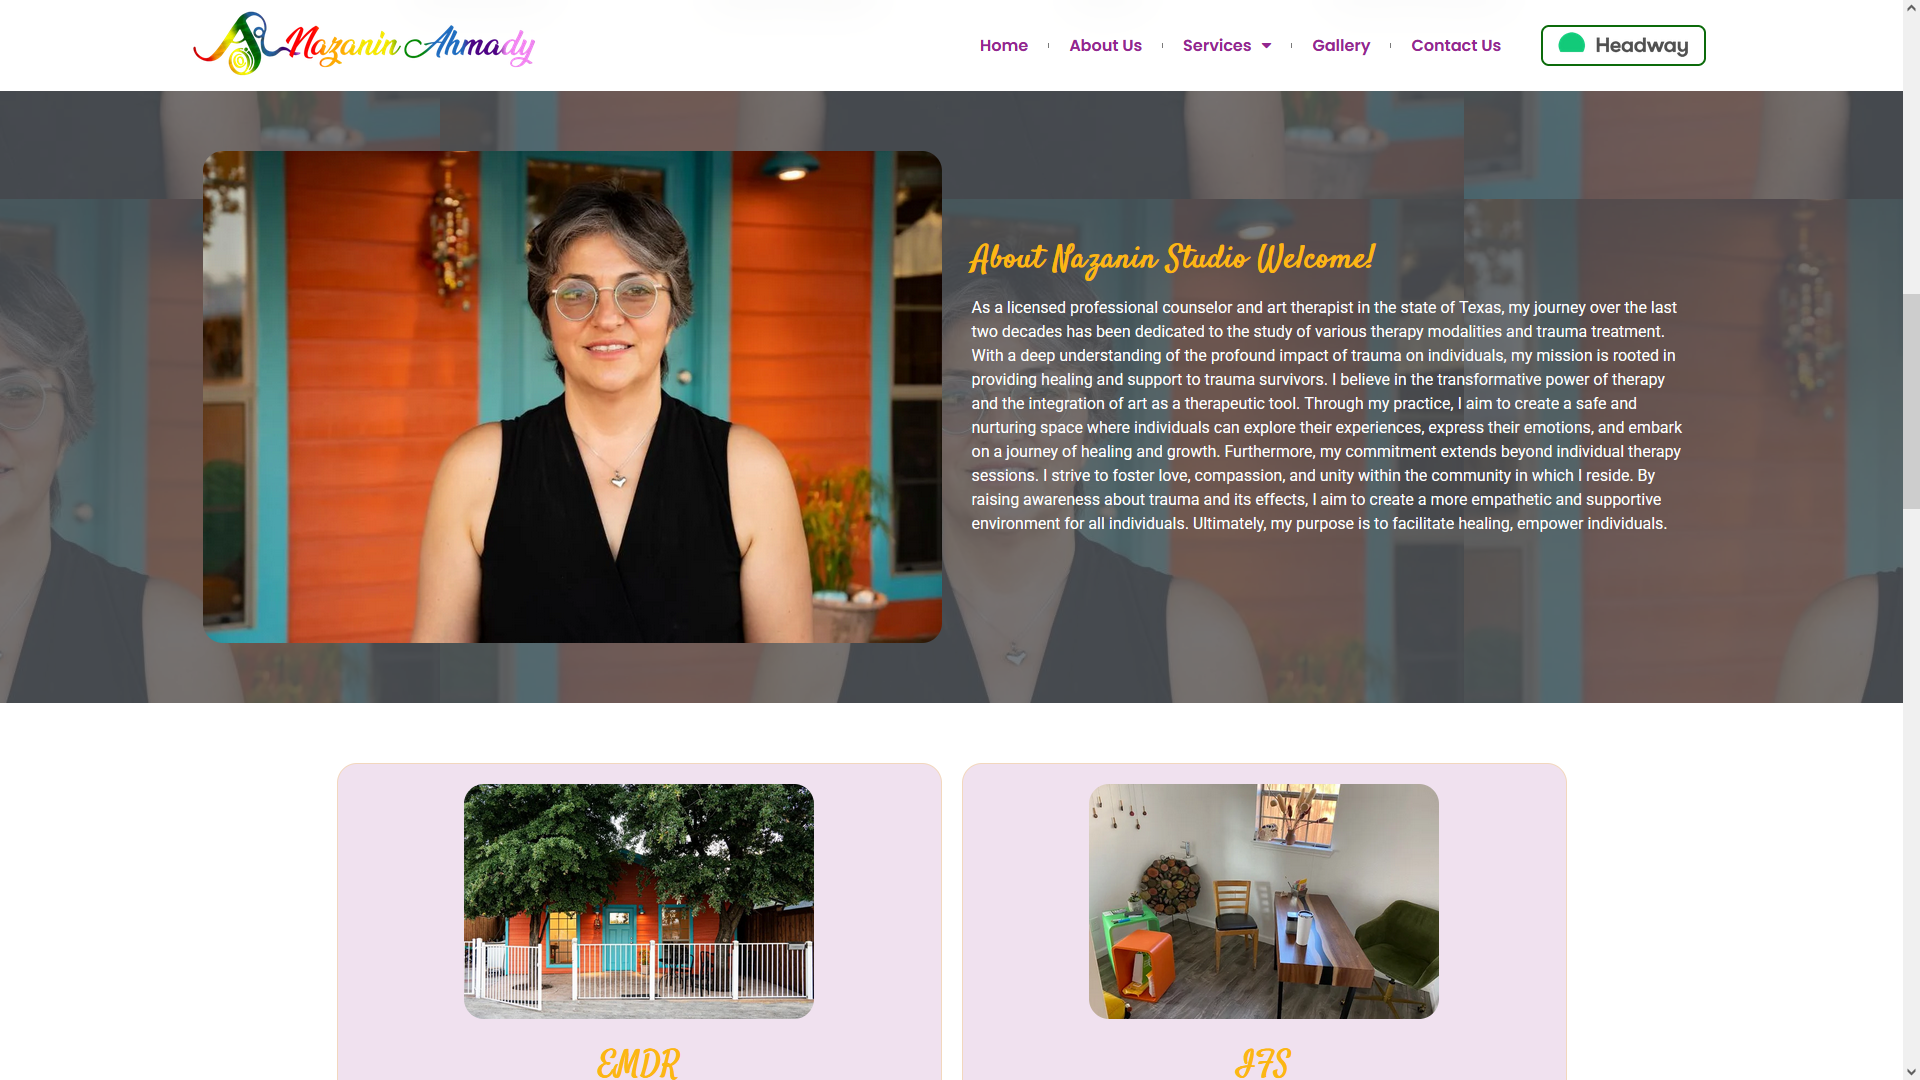 Nazanin Ahmady
Home
About Us
Services
Gallery
Contact Us
Headway
About Nazanin Studio Welcome!
As a licensed professional counselor and art therapist in the state of Texas, my journey over the last
two decades has been dedicated to the study of various therapy modalities and trauma treatment.
With a deep understanding of the profound impact of trauma on individuals, my mission is rooted in
providing healing and support to trauma survivors. I believe in the transformative power of therapy
and the integration of art as a therapeutic tool. Through my practice, I aim to create a safe and
nurturing space where individuals can explore their experiences, express their emotions, and embark
on a journey of healing and growth. Furthermore, my commitment extends beyond individual therapy
sessions. I strive to foster love, compassion, and unity within the community in which I reside. By
raising awareness about trauma and its effects, I aim to create a more empathetic and supportive
environment for all individuals. Ultimately, my purpose is to facilitate healing, empower individuals.
EMDR
IFS